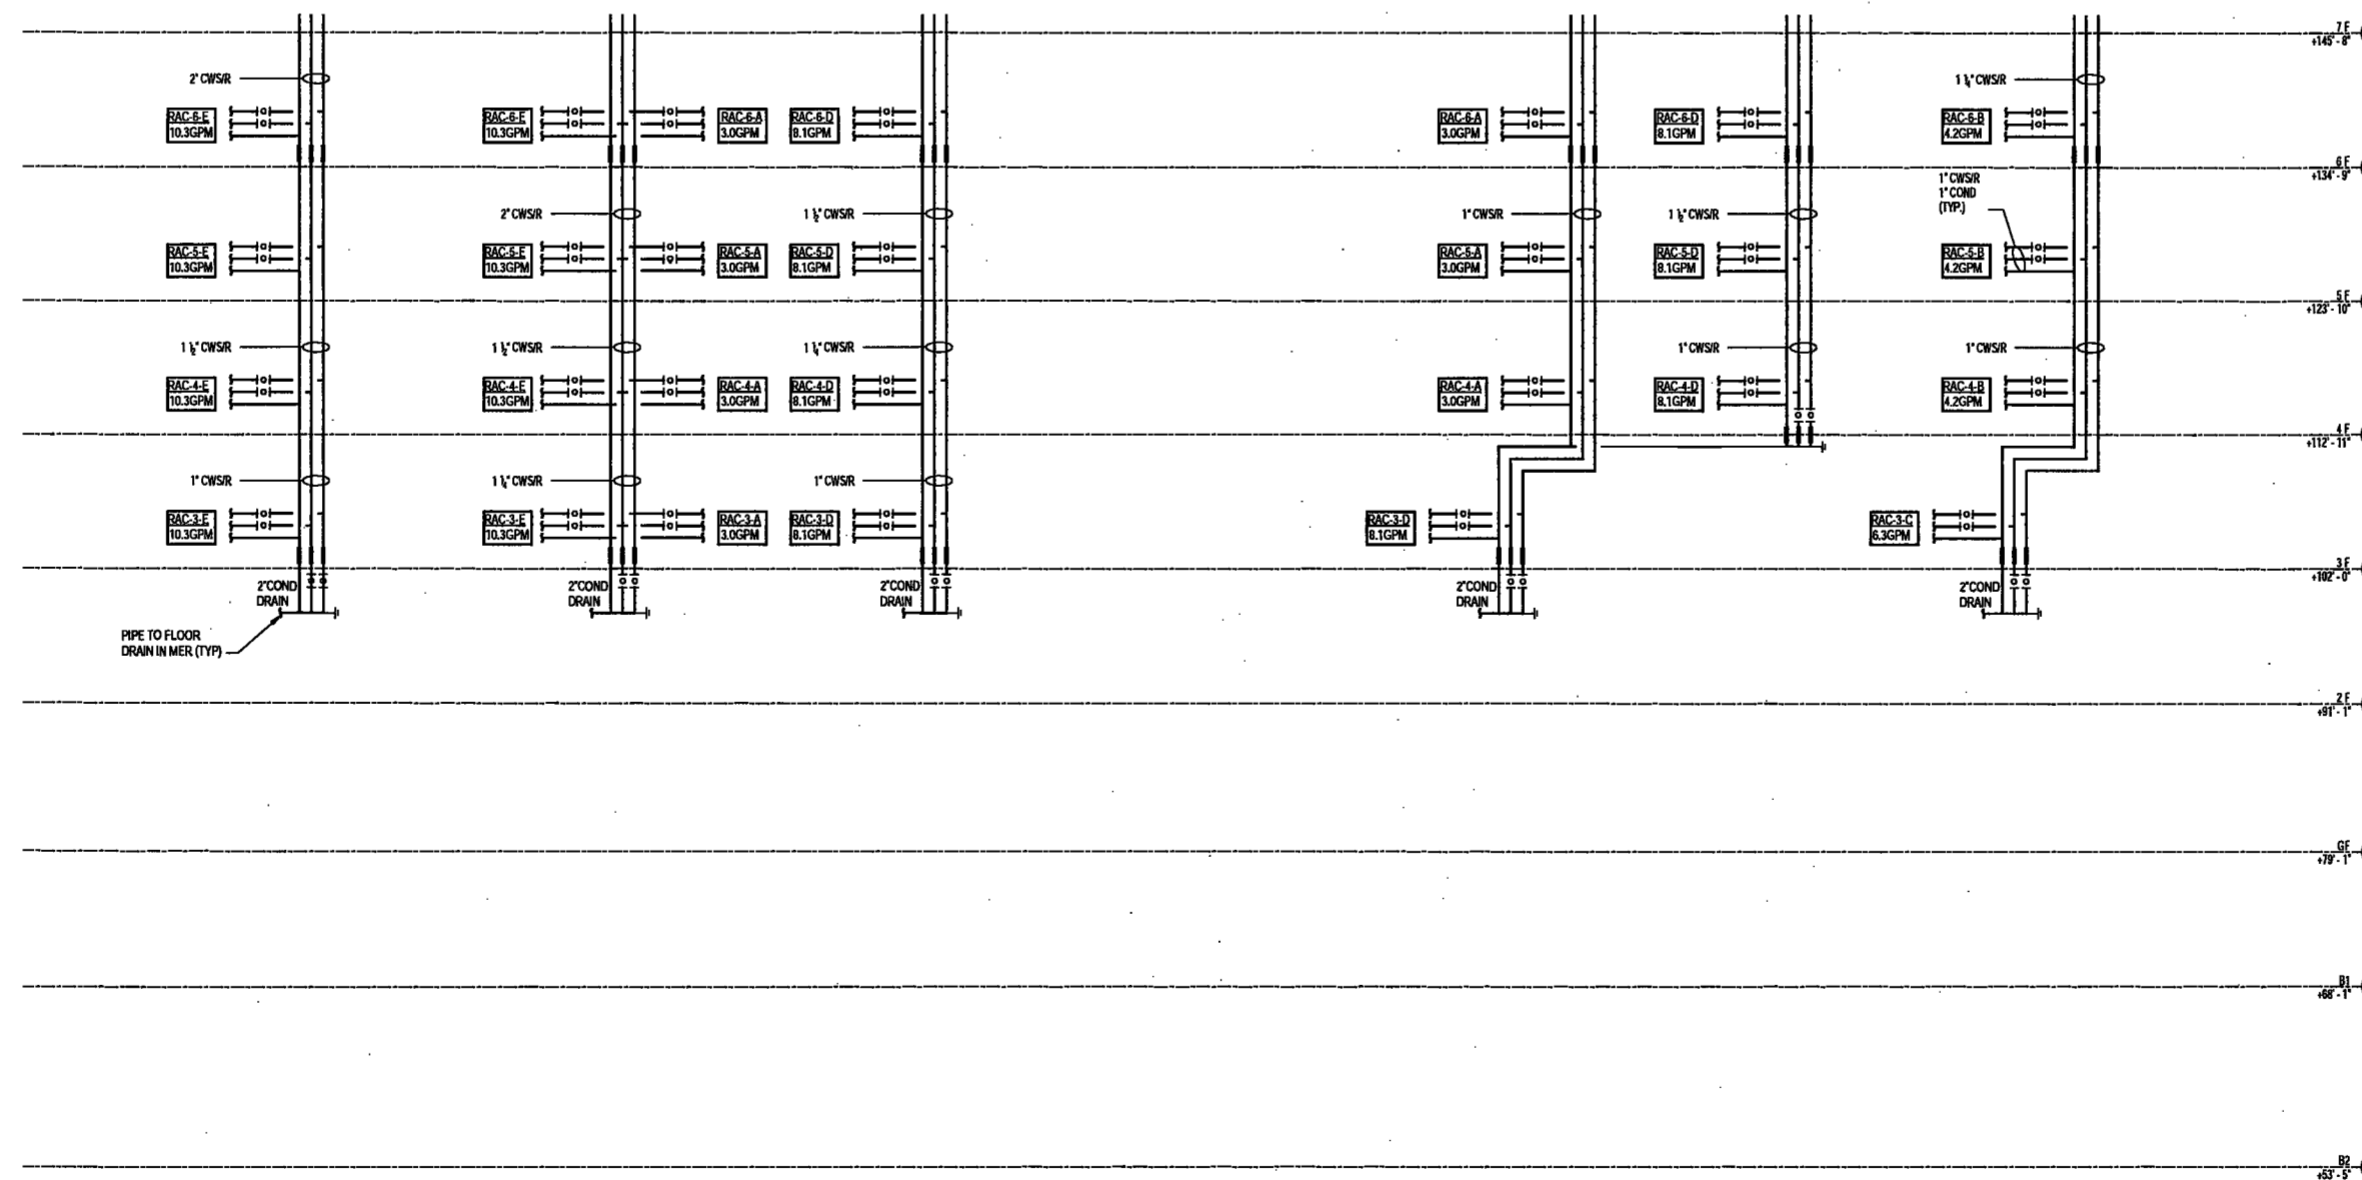 7 F
+145' - 8"
2" CWS/R
1 ¼" CWS/R
RAC-6-E
10.3GPM
RAC-6-E
10.3GPM
RAC-6-A
3.0GPM
RAC-6-D
8.1GPM
RAC-6-A
3.0GPM
RAC-6-D
8.1GPM
RAC-6-B
4.2GPM
6 F
+134' - 9"
1" CWS/R
1" COND
(TYP.)
2" CWS/R
1 ½" CWS/R
1" CWS/R
1 ½" CWS/R
RAC-5-E
10.3GPM
RAC-5-E
10.3GPM
RAC-5-A
3.0GPM
RAC-5-D
8.1GPM
RAC-5-A
3.0GPM
RAC-5-D
8.1GPM
RAC-5-B
4.2GPM
5 F
+123' - 10"
1 ½" CWS/R
1 ½" CWS/R
1 ¼" CWS/R
1" CWS/R
1" CWS/R
RAC-4-E
10.3GPM
RAC-4-E
10.3GPM
RAC-4-A
3.0GPM
RAC-4-D
8.1GPM
RAC-4-A
3.0GPM
RAC-4-D
8.1GPM
RAC-4-B
4.2GPM
4 F
+112' - 11"
1" CWS/R
1 ¼" CWS/R
1" CWS/R
RAC-3-E
10.3GPM
RAC-3-E
10.3GPM
RAC-3-A
3.0GPM
RAC-3-D
8.1GPM
RAC-3-D
8.1GPM
RAC-3-C
6.3GPM
3 F
+102' - 0"
2"COND
DRAIN
2"COND
DRAIN
2"COND
DRAIN
2"COND
DRAIN
2"COND
DRAIN
PIPE TO FLOOR
DRAIN IN MER (TYP)
2 F
+91' - 1"
GF
+79' - 1"
B1
+68' - 1"
B2
+53' - 5"